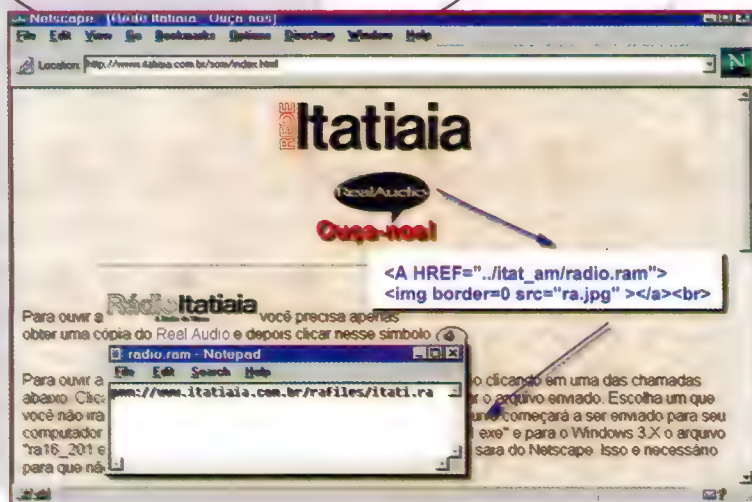 Netscape - [Rede Itatiaia - Ouça-nos]
File Edit View Go Bookmarks Options Directory Window Help
Location: http://www.itatiaia.com.br/som/index.html
N
REDE Itatiaia
RealAudio
Ouça-nos!
<A HREF="../itat_am/radio.ram">
<img border=0 src="ra.jpg" ></a><br>
Para ouvir a Rádio Itatiaia você precisa apenas
obter uma cópia do Real Audio e depois clicar nesse símbolo
radio.ram - Notepad
File Edit Search Help
pnm://www.itatiaia.com.br/rafiles/itati.ra
Para ouvir a o clicando em uma das chamadas
abaixo. Clic r o arquivo enviado. Escolha um que
você não ira começará a ser enviado para seu
computador exe" e para o Windows 3.X o arquivo
"ra16_201 e saia do Netscape. Isso e necessário
para que nã